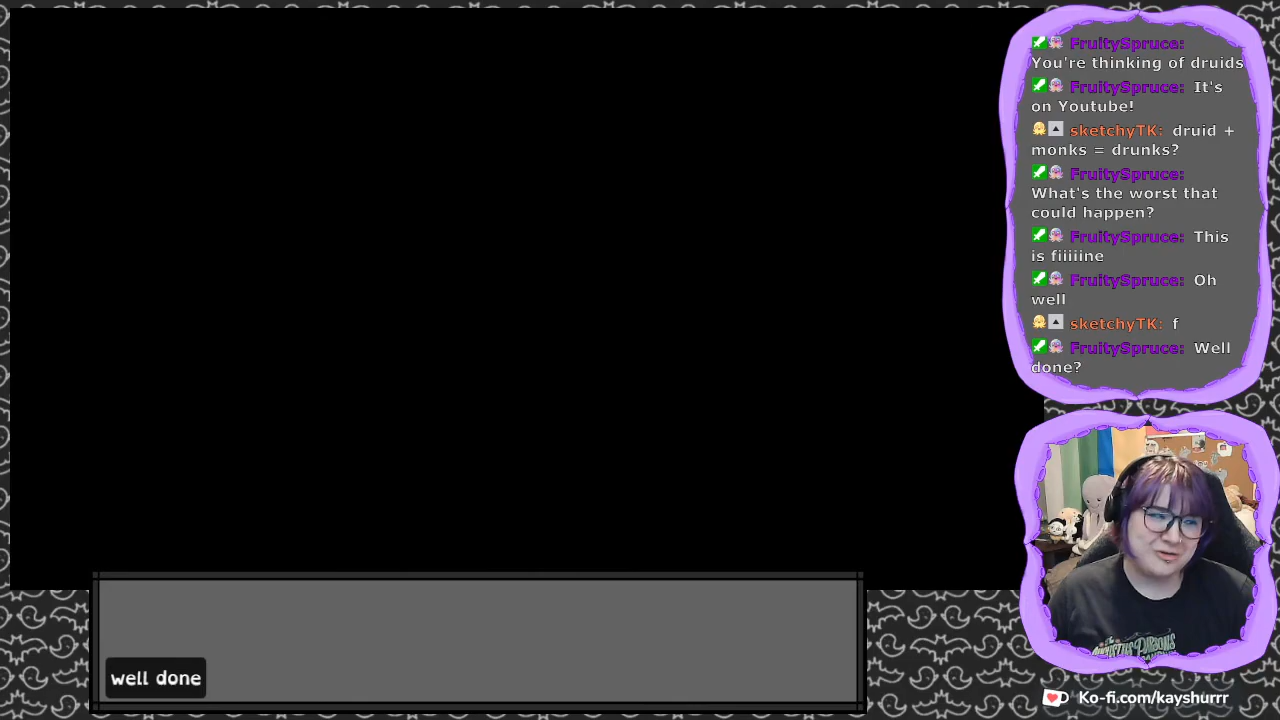 FruitySpruce:
You're thinking of druids
FruitySpruce: It's
on Youtube!
sketchyTK: druid +
monks = drunks?
FruitySpruce:
What's the worst that
could happen?
FruitySpruce: This
is fiiiiine
FruitySpruce: Oh
well
sketchyTK: f
FruitySpruce: Well
done?
well done
Ko-fi.com/kayshurrr